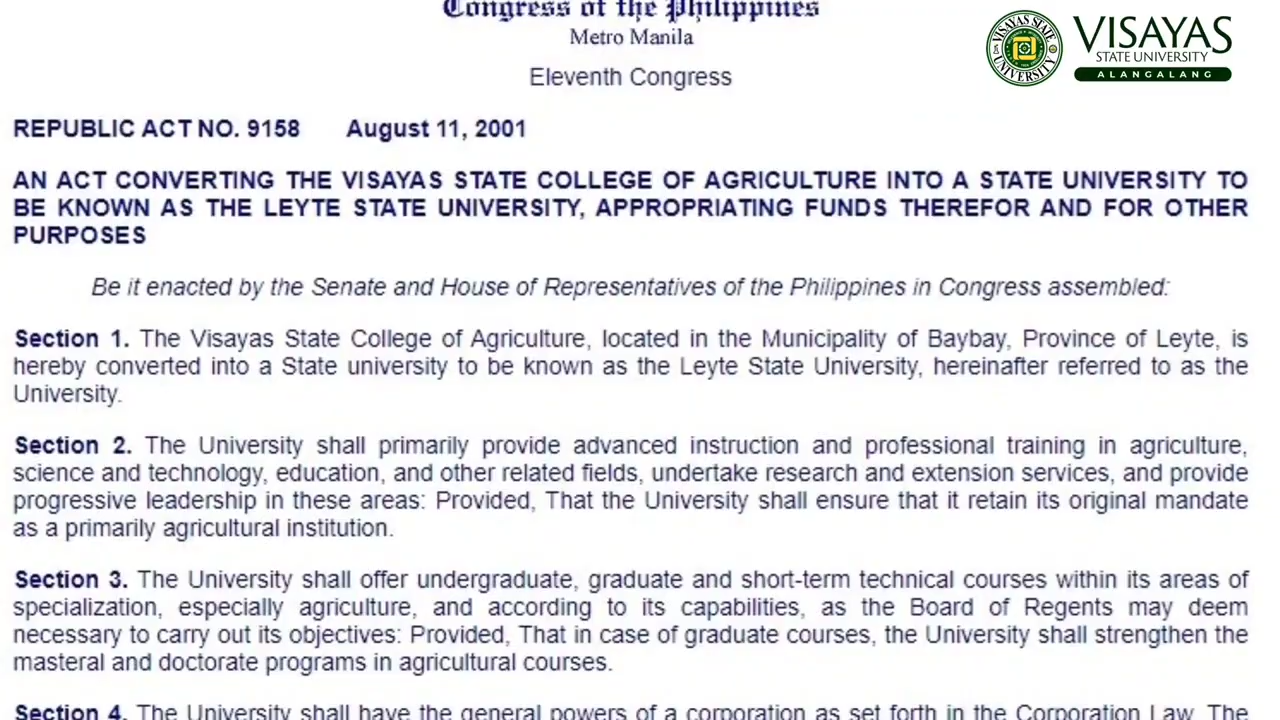 Congress of the Philippines
Metro Manila
Eleventh Congress
VISAYAS STATE UNIVERSITY
VISAYAS
STATE UNIVERSITY
ALANGALANG
REPUBLIC ACT NO. 9158 August 11, 2001
AN ACT CONVERTING THE VISAYAS STATE COLLEGE OF AGRICULTURE INTO A STATE UNIVERSITY TO
BE KNOWN AS THE LEYTE STATE UNIVERSITY, APPROPRIATING FUNDS THEREFOR AND FOR OTHER
PURPOSES
Be it enacted by the Senate and House of Representatives of the Philippines in Congress assembled:
Section 1. The Visayas State College of Agriculture, located in the Municipality of Baybay, Province of Leyte, is
hereby converted into a State university to be known as the Leyte State University, hereinafter referred to as the
University.
Section 2. The University shall primarily provide advanced instruction and professional training in agriculture,
science and technology, education, and other related fields, undertake research and extension services, and provide
progressive leadership in these areas: Provided, That the University shall ensure that it retain its original mandate
as a primarily agricultural institution.
Section 3. The University shall offer undergraduate, graduate and short-term technical courses within its areas of
specialization, especially agriculture, and according to its capabilities, as the Board of Regents may deem
necessary to carry out its objectives: Provided, That in case of graduate courses, the University shall strengthen the
masteral and doctorate programs in agricultural courses.
Section 4. The University shall have the general powers of a corporation as set forth in the Corporation Law. The